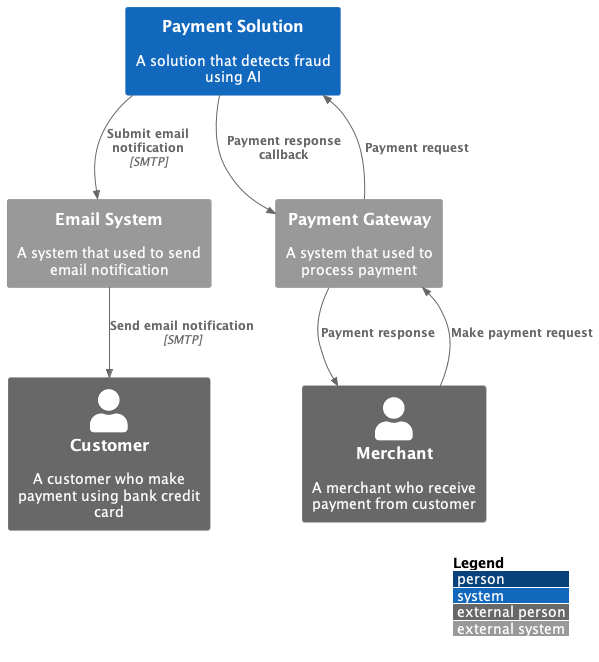 Payment Solution
A solution that detects fraud
using AI
Submit email
notification
[SMTP]
Payment response
callback
Payment request
Email System
A system that used to send
email notification
Payment Gateway
A system that used to
process payment
Send email notification
[SMTP]
Payment response
Make payment request
Customer
A customer who make
payment using bank credit
card
Merchant
A merchant who receive
payment from customer
Legend
person
system
external person
external system